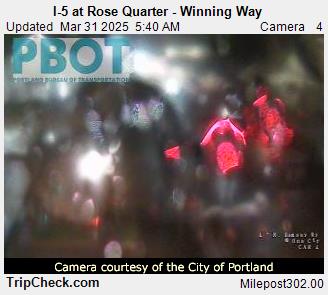 I-5 at Rose Quarter - Winning Way
Updated Mar 31 2025 5:40 AM Camera 4
PBOT
PORTLAND BUREAU OF TRANSPORTATION
Camera courtesy of the City of Portland
TripCheck.com Milepost302.00